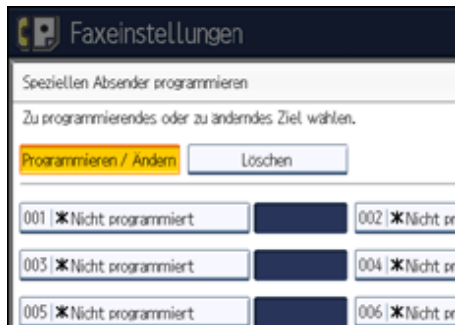 Faxeinstellungen
Speziellen Absender programmieren
Zu programmierendes oder zu änderndes Ziel wählen.
Programmieren / Ändern Löschen
001 ✱Nicht programmiert 002 ✱Nicht pr
003 ✱Nicht programmiert 004 ✱Nicht pr
005 ✱Nicht programmiert 006 ✱Nicht pr